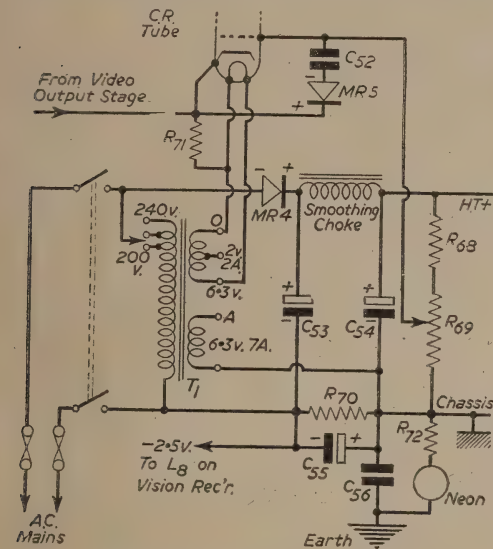 C.R.
Tube
From Video
Output Stage.
C52
MR5
-
+
R71
-
+
MR4
Smoothing
Choke
HT+
240v.
200
v.
O
2v.
2A.
6·3v.
A
6·3v. 7A.
T1
+
-
C53
+
-
C54
R68
R69
R70
Chassis
R72
-2·5v.
To L8 on
Vision Rec'r.
-
+
C55
C56
Neon
A.C.
Mains
Earth